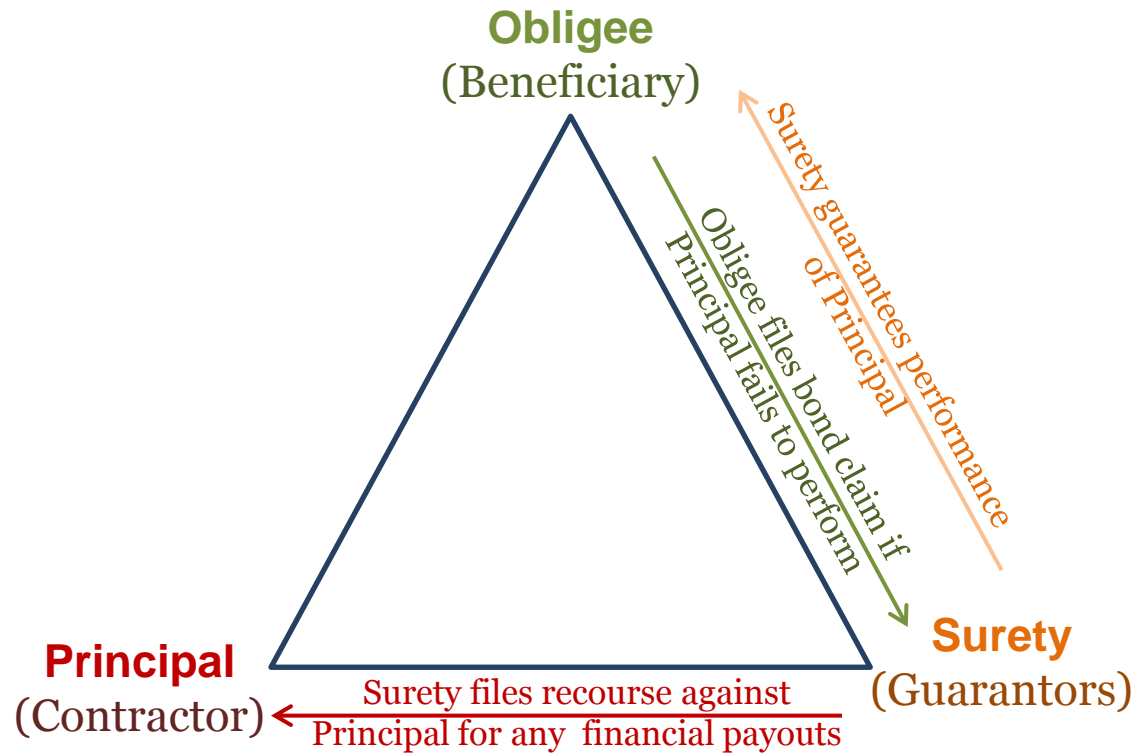 Obligee
(Beneficiary)
Surety guarantees performance
of Principal
Obligee files bond claim if
Principal fails to perform
Principal
(Contractor)
Surety
(Guarantors)
Surety files recourse against
Principal for any financial payouts